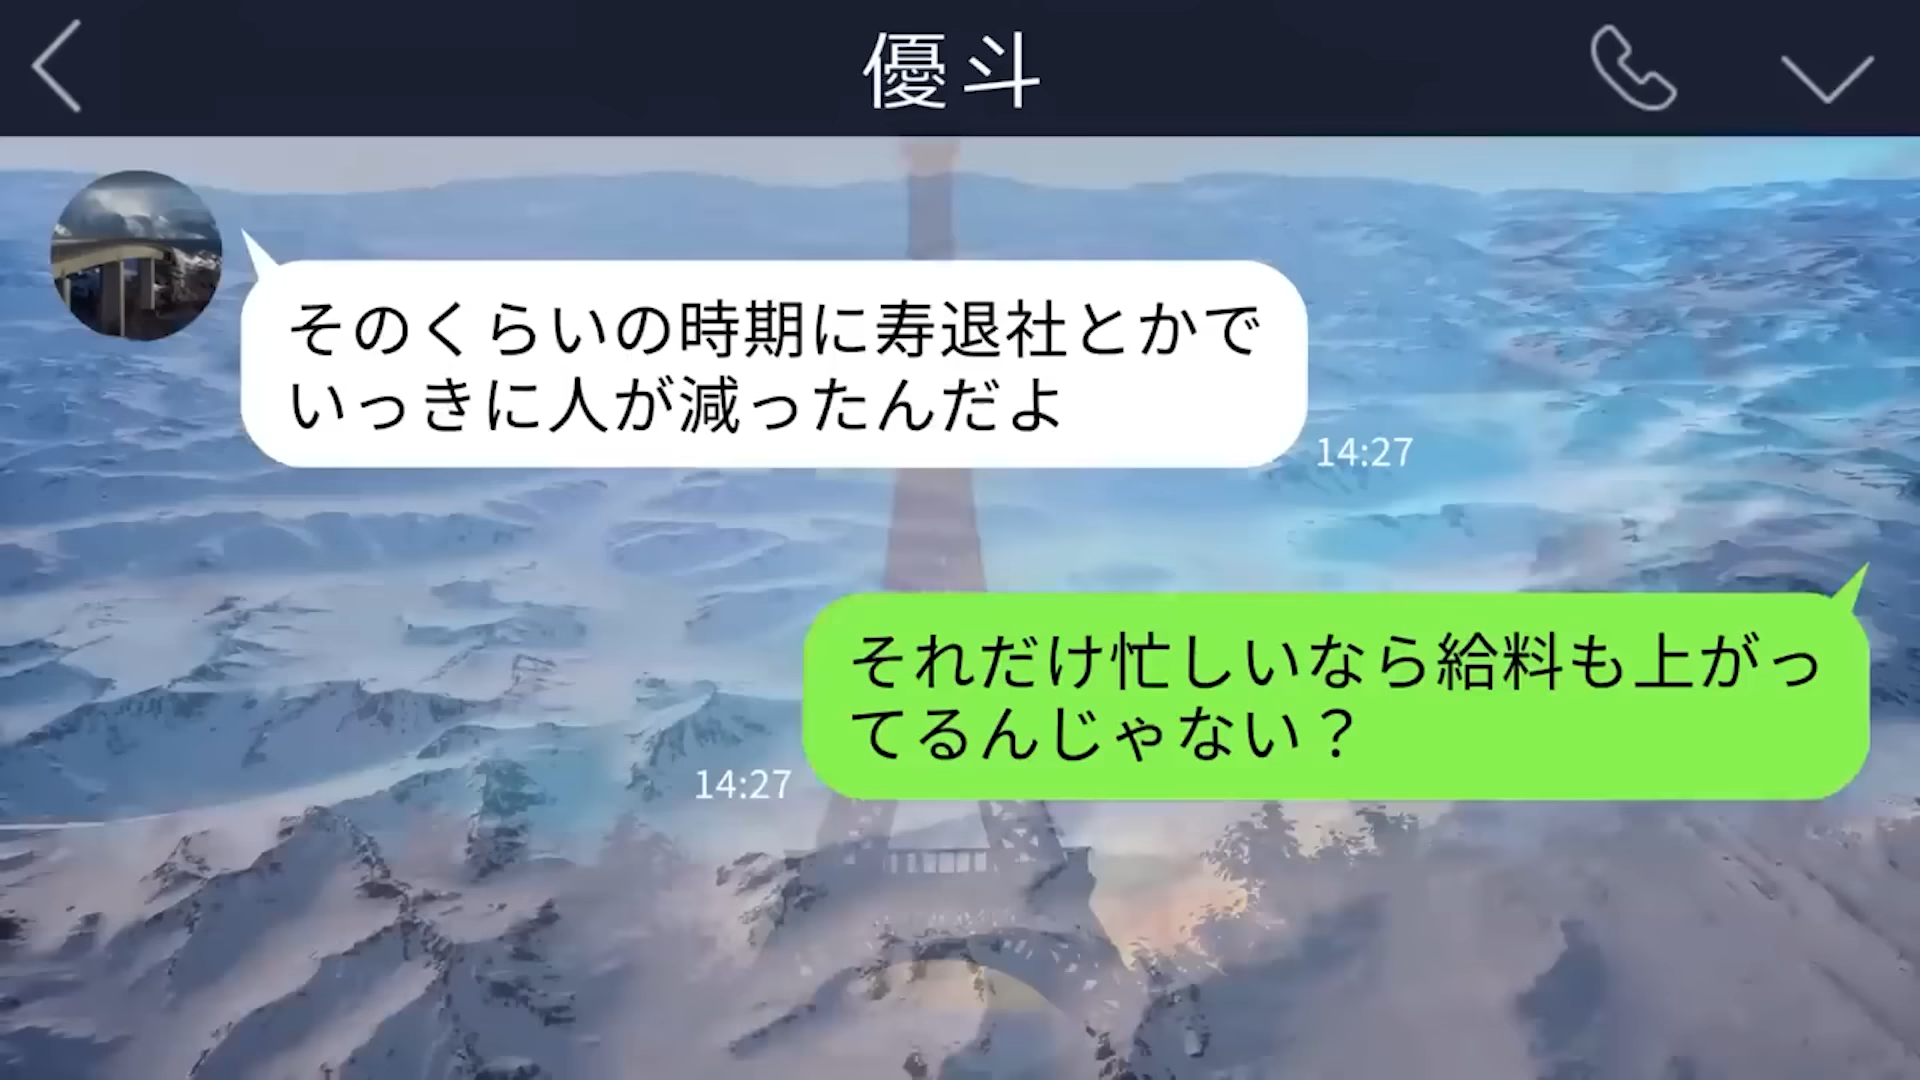 優斗
そのくらいの時期に寿退社とかで
いっきに人が減ったんだよ
14:27
それだけ忙しいなら給料も上がっ
てるんじゃない？
14:27